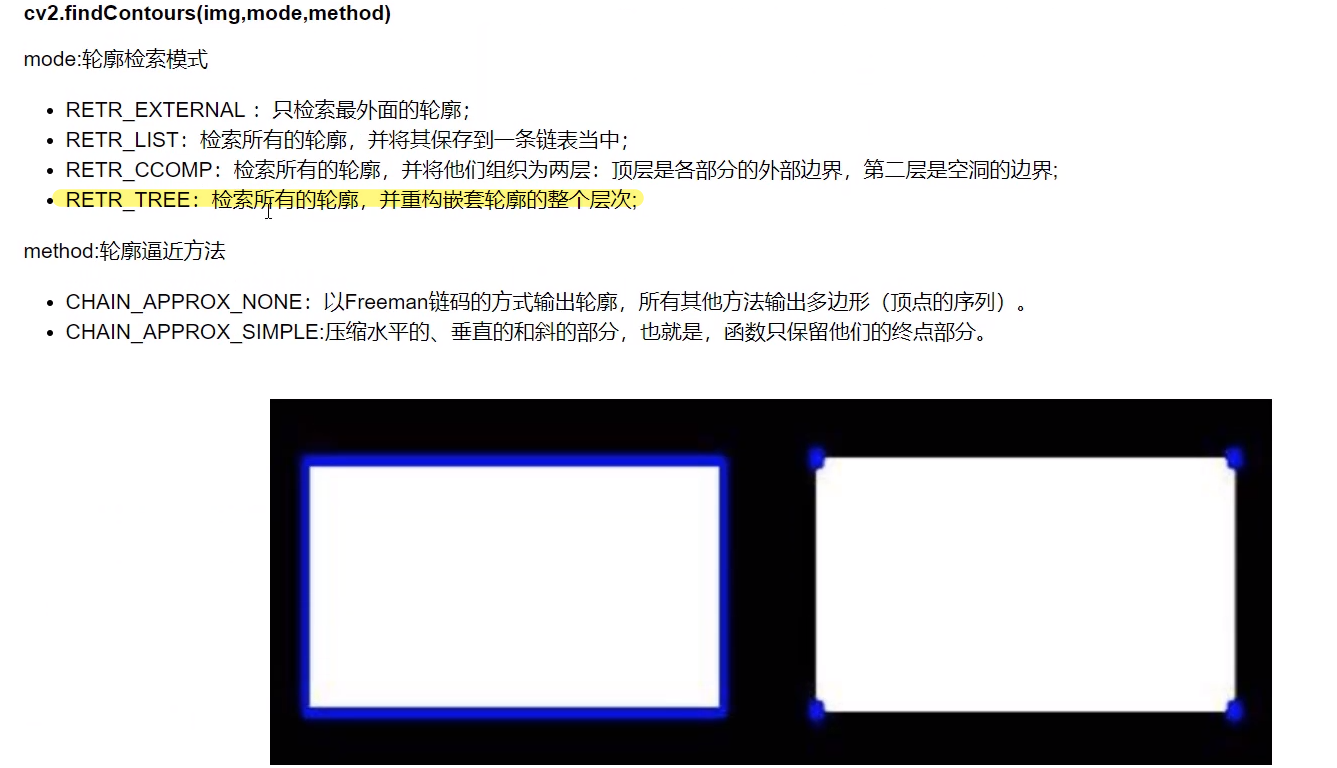 cv2.findContours(img,mode,method)
mode:轮廓检索模式
• RETR_EXTERNAL ：只检索最外面的轮廓；
• RETR_LIST：检索所有的轮廓，并将其保存到一条链表当中；
• RETR_CCOMP：检索所有的轮廓，并将他们组织为两层：顶层是各部分的外部边界，第二层是空洞的边界;
• RETR_TREE：检索所有的轮廓，并重构嵌套轮廓的整个层次;
method:轮廓逼近方法
• CHAIN_APPROX_NONE：以Freeman链码的方式输出轮廓，所有其他方法输出多边形（顶点的序列）。
• CHAIN_APPROX_SIMPLE:压缩水平的、垂直的和斜的部分，也就是，函数只保留他们的终点部分。